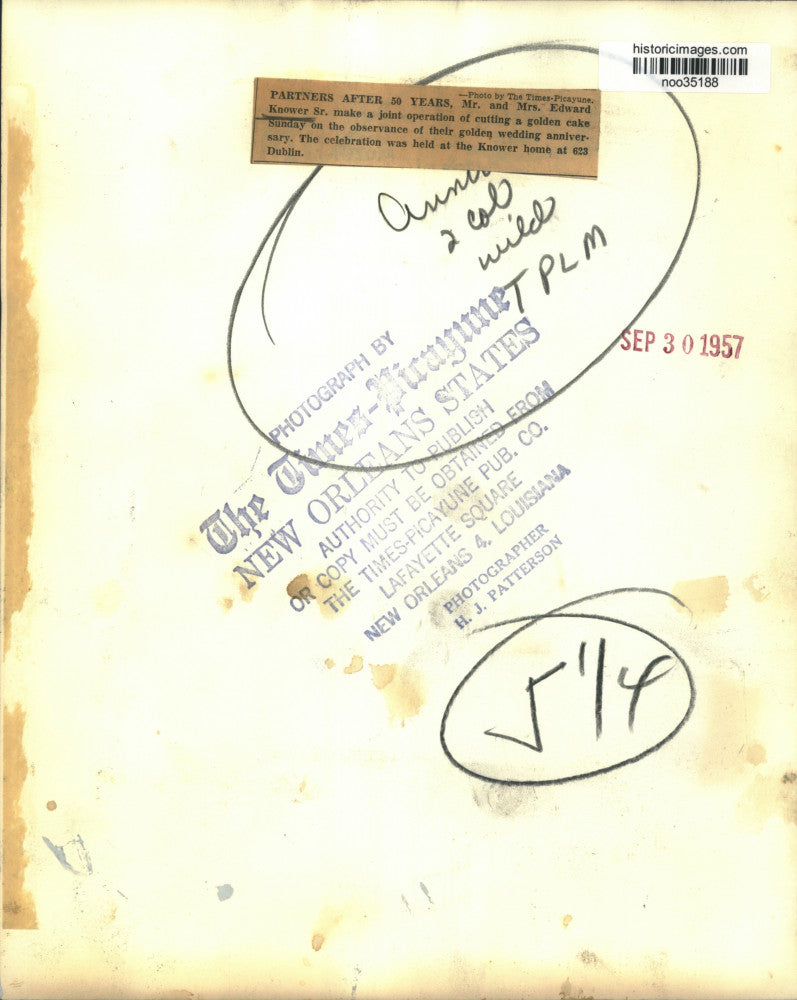 historicimages.com
noo35188
—Photo by The Times-Picayune.
PARTNERS AFTER 50 YEARS, Mr. and Mrs. Edward
Knower Sr. make a joint operation of cutting a golden cake
Sunday on the observance of their golden wedding anniver-
sary. The celebration was held at the Knower home at 623
Dublin.
2 col
wild
TPLM
SEP 30 1957
PHOTOGRAPH BY
The Times-Picayune
NEW ORLEANS STATES
AUTHORITY TO PUBLISH
OR COPY MUST BE OBTAINED FROM
THE TIMES-PICAYUNE PUB. CO.
LAFAYETTE SQUARE
NEW ORLEANS 4, LOUISIANA
PHOTOGRAPHER
H. J. PATTERSON